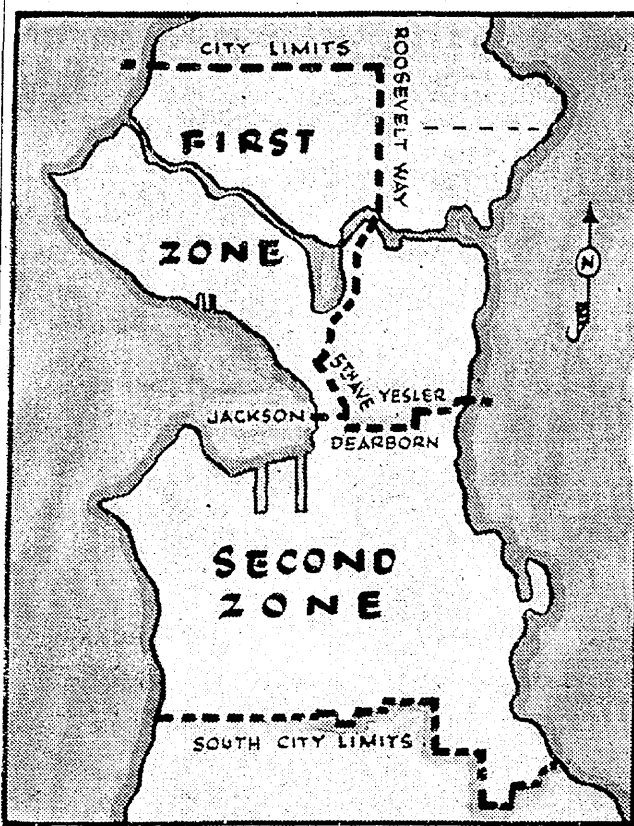 CITY LIMITS
ROOSEVELT WAY
FIRST
ZONE
N
5TH AVE
YESLER
JACKSON
DEARBORN
SECOND
ZONE
SOUTH CITY LIMITS